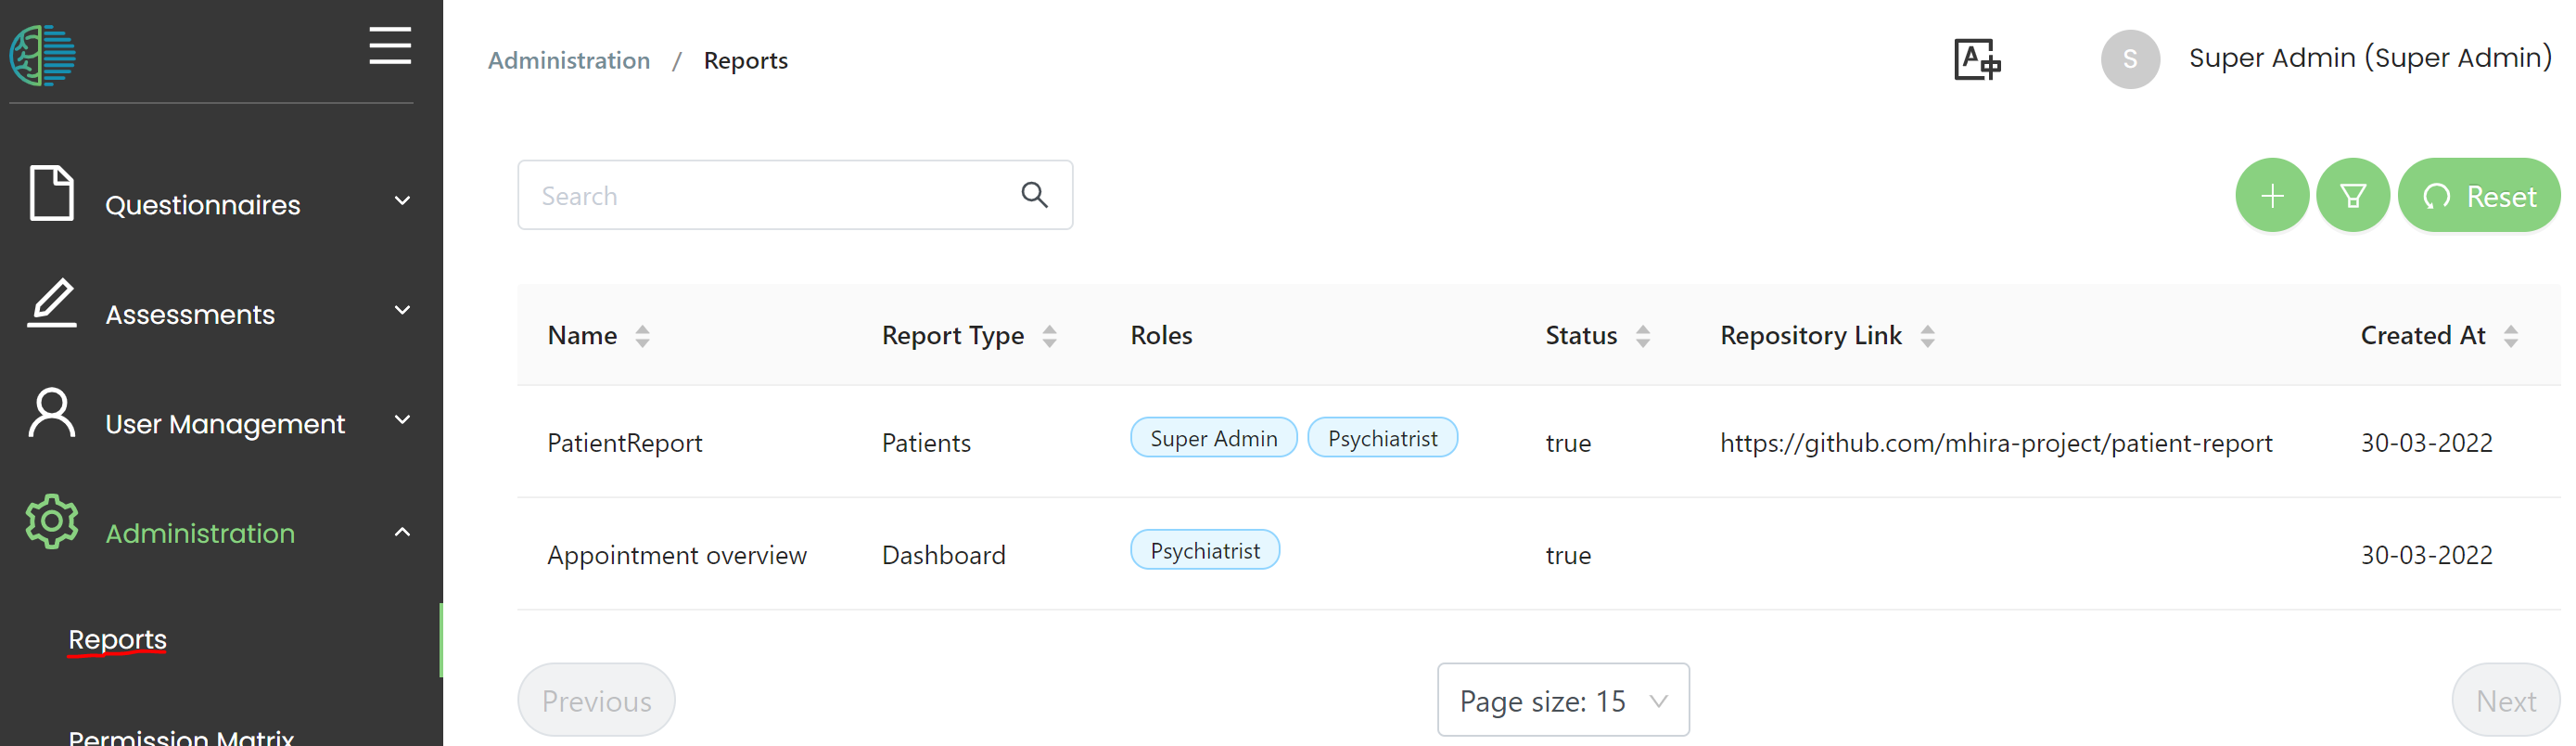 Administration / Reports
A
S
Super Admin (Super Admin)
Questionnaires
Assessments
User Management
Administration
Reports
Permission Matrix
Search
Reset
Name Report Type Roles Status Repository Link Created At
PatientReport Patients Super Admin Psychiatrist true https://github.com/mhira-project/patient-report 30-03-2022
Appointment overview Dashboard Psychiatrist true 30-03-2022
Previous Page size: 15 Next